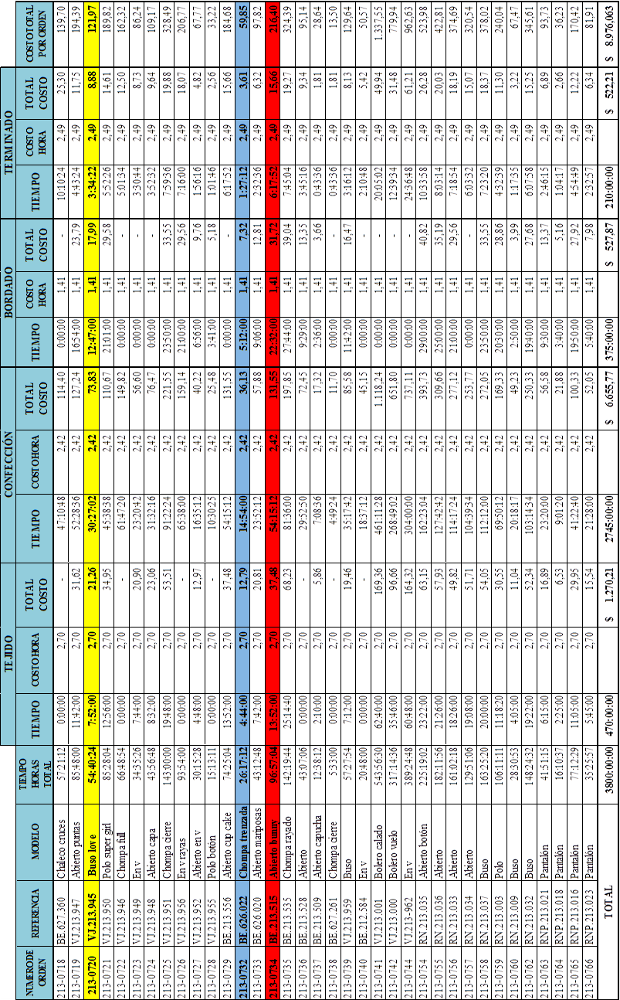 TEJIDO CONFECCIÓN BORDADO TERMINADO
NUMERO DE ORDEN REFERENCIA MODELO TIEMPO HORAS TOTAL TIEMPO COSTO HORA TOTAL COSTO TIEMPO COSTO HORA TOTAL COSTO TIEMPO COSTO HORA TOTAL COSTO TIEMPO COSTO HORA TOTAL COSTO COSTO TOTAL POR ORDEN
213-0718 BE.627.360 Chaleco cruces 57:21:12 0:00:00 2,70 - 47:10:48 2,42 114,40 0:00:00 1,41 - 10:10:24 2,49 25,30 139,70
213-0719 VJ.213.947 Abierto puntas 85:48:00 11:42:00 2,70 31,62 52:28:36 2,42 127,24 16:54:00 1,41 23,79 4:43:24 2,49 11,75 194,39
213-0720 VJ.213.945 Buso love 54:40:24 7:52:00 2,70 21,26 30:27:02 2,42 73,83 12:47:00 1,41 17,99 3:34:22 2,49 8,88 121,97
213-0721 VJ.213.950 Polo super girl 85:28:04 12:56:00 2,70 34,95 45:38:38 2,42 110,67 21:01:00 1,41 29,58 5:52:26 2,49 14,61 189,82
213-0722 VJ.213.946 Chompa full 66:48:54 0:00:00 2,70 - 61:47:20 2,42 149,82 0:00:00 1,41 - 5:01:34 2,49 12,50 162,32
213-0723 VJ.213.949 En v 34:35:26 7:44:00 2,70 20,90 23:20:42 2,42 56,60 0:00:00 1,41 - 3:30:44 2,49 8,73 86,24
213-0724 VJ.213.948 Abierto capa 43:56:48 8:32:00 2,70 23,06 31:32:16 2,42 76,47 0:00:00 1,41 - 3:52:32 2,49 9,64 109,17
213-0725 VJ.213.951 Chompa cierre 143:00:00 19:48:00 2,70 53,51 91:22:24 2,42 221,55 23:50:00 1,41 33,55 7:59:36 2,49 19,88 328,49
213-0726 VJ.213.956 En v rayas 93:54:00 0:00:00 2,70 - 65:38:00 2,42 159,14 21:00:00 1,41 29,56 7:16:00 2,49 18,07 206,77
213-0727 VJ.213.952 Abierto en v 30:15:28 4:48:00 2,70 12,97 16:35:12 2,42 40,22 6:56:00 1,41 9,76 1:56:16 2,49 4,82 67,77
213-0728 VJ.213.955 Polo botón 15:13:11 0:00:00 2,70 - 10:30:25 2,42 25,48 3:41:00 1,41 5,18 1:01:46 2,49 2,56 33,22
213-0729 BE.213.556 Abierto cup cake 74:25:04 13:52:00 2,70 37,48 54:15:12 2,42 131,55 0:00:00 1,41 - 6:17:52 2,49 15,66 184,68
213-0732 BE.626.022 Chompa trenzada 26:17:12 4:44:00 2,70 12,79 14:54:00 2,42 36,13 5:12:00 1,41 7,32 1:27:12 2,49 3,61 59,85
213-0733 BE.626.020 Abierto mariposas 43:12:48 7:42:00 2,70 20,81 23:52:12 2,42 57,88 9:06:00 1,41 12,81 2:32:36 2,49 6,32 97,82
213-0734 BE.213.515 Abierto bunny 96:57:04 13:52:00 2,70 37,48 54:15:12 2,42 131,55 22:32:00 1,41 31,72 6:17:52 2,49 15,66 216,40
213-0735 BE.213.535 Chompa rayado 142:19:44 25:14:40 2,70 68,23 81:36:00 2,42 197,85 27:44:00 1,41 39,04 7:45:04 2,49 19,27 324,39
213-0736 BE.213.528 Abierto 43:07:06 0:00:00 2,70 - 29:52:50 2,42 72,45 9:29:00 1,41 13,35 3:45:16 2,49 9,34 95,14
213-0737 BE.213.509 Abierto capucha 12:38:12 2:10:00 2,70 5,86 7:08:36 2,42 17,32 2:36:00 1,41 3,66 0:43:36 2,49 1,81 28,64
213-0738 BE.627.261 Chompa cierre 5:33:00 0:00:00 2,70 - 4:49:24 2,42 11,70 0:00:00 1,41 - 0:43:36 2,49 1,81 13,50
213-0739 VJ.213.959 Buso 57:27:54 7:12:00 2,70 19,46 35:17:42 2,42 85,58 11:42:00 1,41 16,47 3:16:12 2,49 8,13 129,64
213-0740 BE.212.584 En v 20:48:00 0:00:00 2,70 - 18:37:12 2,42 45,15 0:00:00 1,41 - 2:10:48 2,49 5,42 50,57
213-0741 VJ.213.001 Bolero calado 543:56:30 62:40:00 2,70 169,36 461:11:28 2,42 1.118,24 0:00:00 1,41 - 20:05:02 2,49 49,94 1.337,55
213-0742 VJ.213.000 Bolero vuelo 317:14:36 35:46:00 2,70 96,66 268:49:02 2,42 651,80 0:00:00 1,41 - 12:39:34 2,49 31,48 779,94
213-0744 VJ.213-962 En v 389:24:48 60:48:00 2,70 164,32 304:00:00 2,42 737,11 0:00:00 1,41 - 24:36:48 2,49 61,21 962,63
213-0754 RN.213.035 Abierto botón 225:19:02 23:22:00 2,70 63,15 162:23:04 2,42 393,73 29:00:00 1,41 40,82 10:33:58 2,49 26,28 523,98
213-0755 RN.213.036 Abierto 182:11:56 21:26:00 2,70 57,93 127:42:42 2,42 309,66 25:00:00 1,41 35,19 8:03:14 2,49 20,03 422,81
213-0756 RN.213.031 Abierto 161:02:18 18:26:00 2,70 49,82 114:17:24 2,42 277,12 21:00:00 1,41 29,56 7:18:54 2,49 18,19 374,69
213-0757 RN.213.034 Abierto 129:51:06 19:08:00 2,70 51,71 104:39:34 2,42 253,77 0:00:00 1,41 - 6:03:32 2,49 15,07 320,54
213-0758 RN.213.037 Buso 163:25:20 20:00:00 2,70 54,05 112:12:00 2,42 272,05 23:50:00 1,41 33,55 7:23:20 2,49 18,37 378,02
213-0759 RN.213.003 Polo 106:11:11 11:18:20 2,70 30,55 69:50:12 2,42 169,33 20:30:00 1,41 28,86 4:32:39 2,49 11,30 240,04
213-0760 RN.213.009 Buso 28:30:53 4:05:00 2,70 11,04 20:18:17 2,42 49,23 2:50:00 1,41 3,99 1:17:35 2,49 3,22 67,47
213-0762 RN.213.032 Buso 148:24:32 19:22:00 2,70 52,34 103:14:34 2,42 250,33 19:40:00 1,41 27,68 6:07:58 2,49 15,25 345,61
213-0763 RNP.213.021 Pantalón 41:51:15 6:15:00 2,70 16,89 23:20:00 2,42 56,58 9:30:00 1,41 13,37 2:46:15 2,49 6,89 93,73
213-0764 RNP.213.018 Pantalón 16:10:37 2:25:00 2,70 6,53 9:01:20 2,42 21,88 3:40:00 1,41 5,16 1:04:17 2,49 2,66 36,23
213-0765 RNP.213.016 Pantalón 77:12:29 11:05:00 2,70 29,95 41:22:40 2,42 100,33 19:50:00 1,41 27,92 4:54:49 2,49 12,22 170,42
213-0766 RNP.213.023 Pantalón 35:25:57 5:45:00 2,70 15,54 21:28:00 2,42 52,05 5:40:00 1,41 7,98 2:32:57 2,49 6,34 81,91
TOTAL 3800:00:00 470:00:00 $ 1.270,21 2745:00:00 $ 6.655,77 375:00:00 $ 527,87 210:00:00 $ 522,21 $ 8.976,063